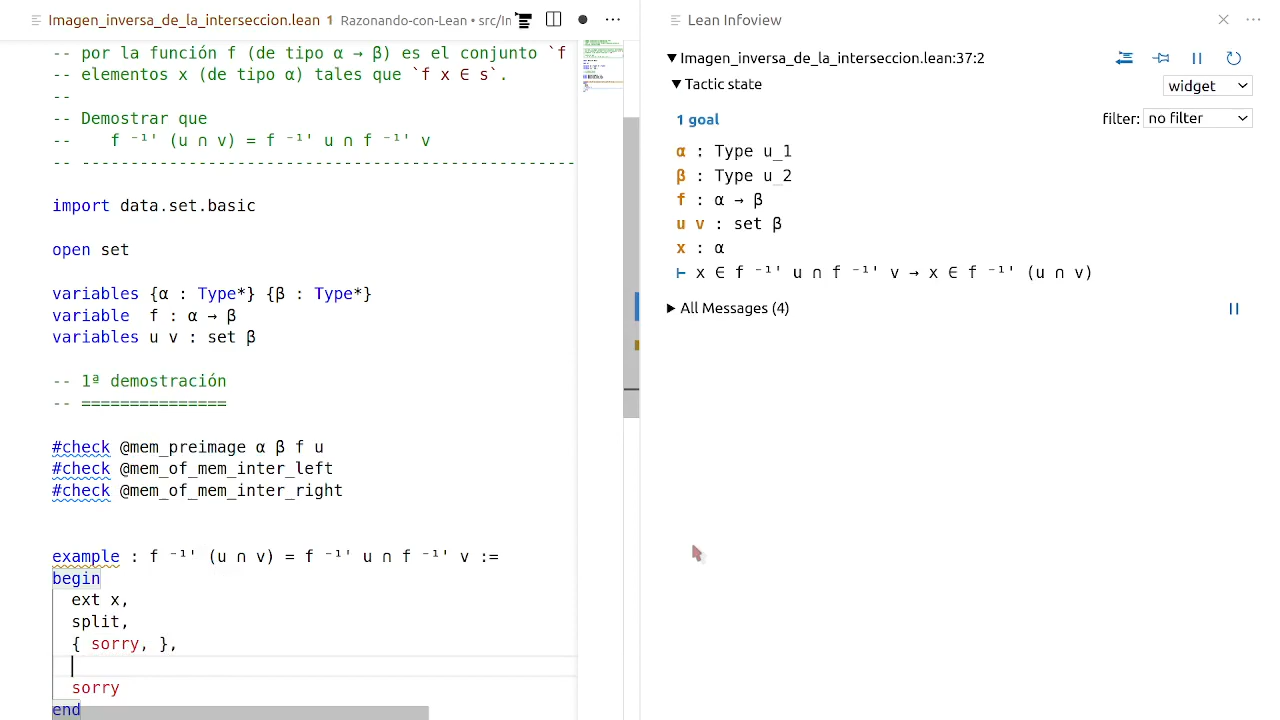 Imagen_inversa_de_la_interseccion.lean 1 Razonando-con-Lean • src/In
-- por la función f (de tipo α → β) es el conjunto `f
-- elementos x (de tipo α) tales que `f x ∈ s`.
--
-- Demostrar que
--    f ⁻¹' (u ∩ v) = f ⁻¹' u ∩ f ⁻¹' v
-- ---------------------------------------------------
import data.set.basic
open set
variables {α : Type*} {β : Type*}
variable  f : α → β
variables u v : set β
-- 1ª demostración
-- ===============
#check @mem_preimage α β f u
#check @mem_of_mem_inter_left
#check @mem_of_mem_inter_right
example : f ⁻¹' (u ∩ v) = f ⁻¹' u ∩ f ⁻¹' v :=
begin
  ext x,
  split,
  { sorry, },
  sorry
end
Lean Infoview
▼Imagen_inversa_de_la_interseccion.lean:37:2
▼Tactic state
widget
1 goal
filter: no filter
α : Type u_1
β : Type u_2
f : α → β
u v : set β
x : α
⊢ x ∈ f ⁻¹' u ∩ f ⁻¹' v → x ∈ f ⁻¹' (u ∩ v)
▶All Messages (4)